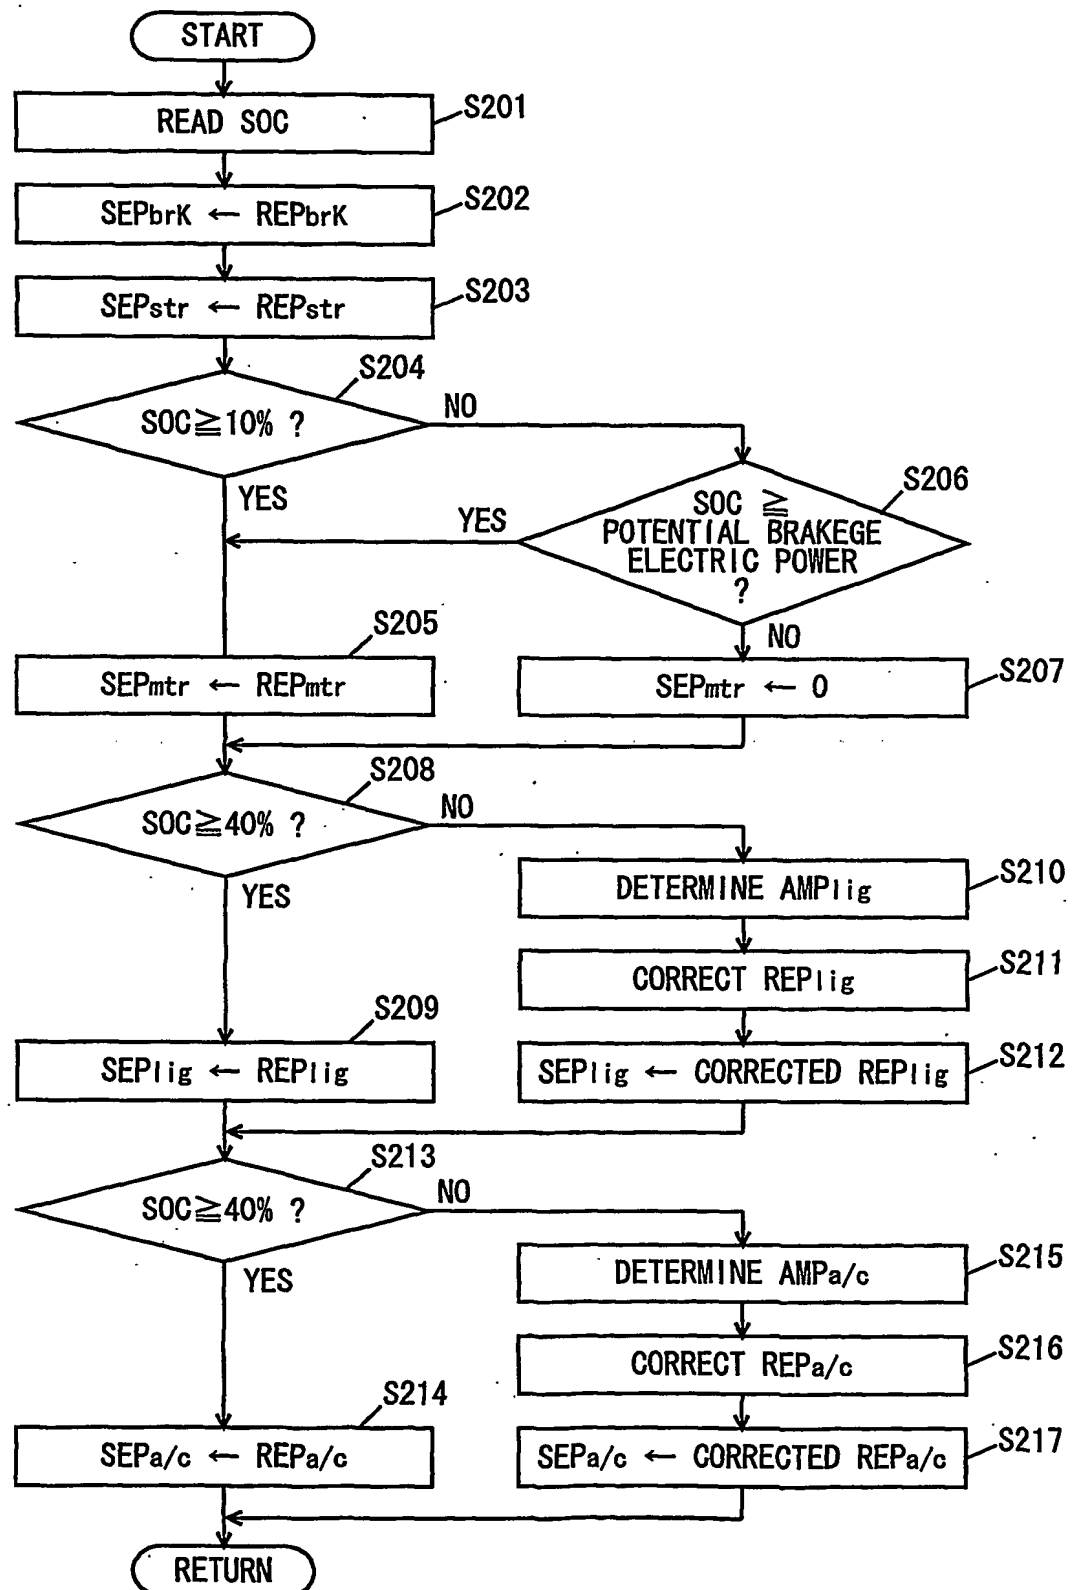 START
READ SOC
S201
SEPbrK ← REPbrK
S202
SEPstr ← REPstr
S203
S204
SOC≧10% ?
NO
YES
S206
SOC ≧
POTENTIAL BRAKEGE
ELECTRIC POWER
?
YES
NO
S205
SEPmtr ← REPmtr
SEPmtr ← 0
S207
S208
SOC≧40% ?
NO
YES
DETERMINE AMPlig
S210
CORRECT REPlig
S211
S209
SEPlig ← REPlig
SEPlig ← CORRECTED REPlig
S212
S213
SOC≧40% ?
NO
YES
DETERMINE AMPa/c
S215
CORRECT REPa/c
S216
S214
SEPa/c ← REPa/c
SEPa/c ← CORRECTED REPa/c
S217
RETURN